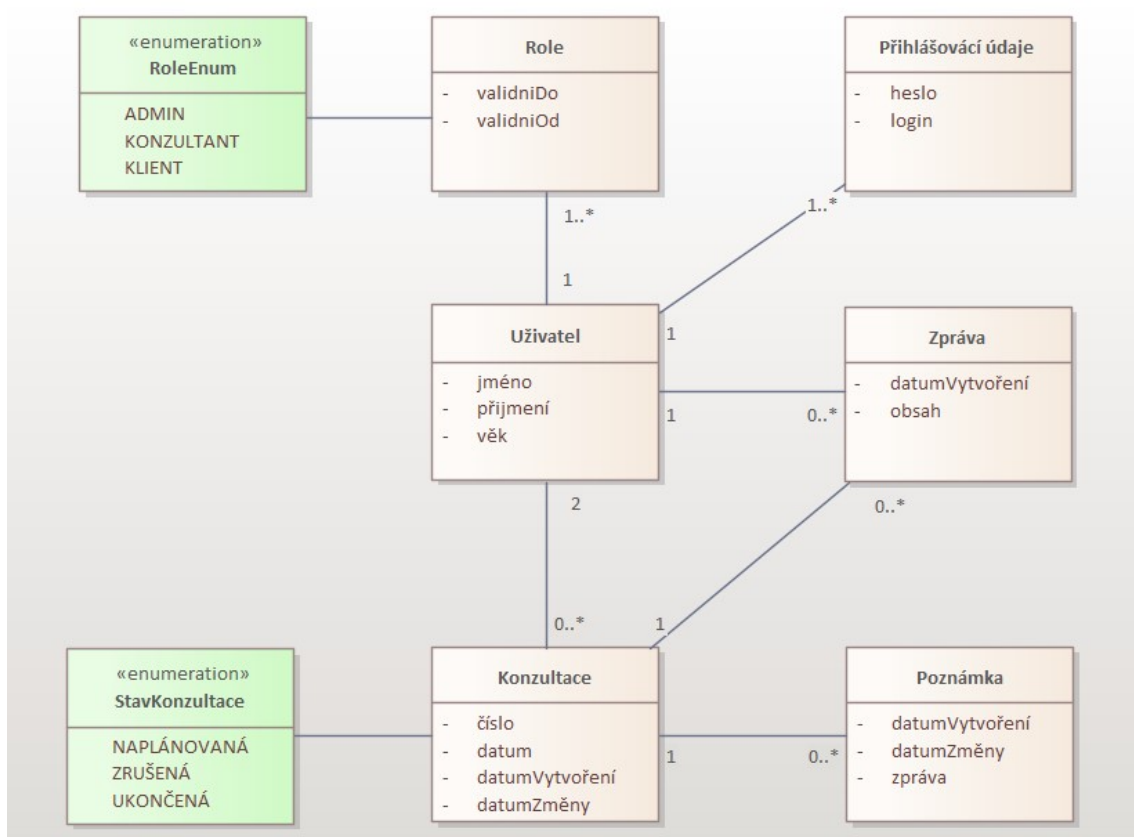 «enumeration»
RoleEnum
ADMIN
KONZULTANT
KLIENT
Role
- validniDo
- validniOd
Přihlášovácí údaje
- heslo
- login
1..*
1..*
1
Uživatel
- jméno
- přijmení
- věk
1
Zpráva
- datumVytvoření
- obsah
1
0..*
2
0..*
0..*
1
«enumeration»
StavKonzultace
NAPLÁNOVANÁ
ZRUŠENÁ
UKONČENÁ
Konzultace
- číslo
- datum
- datumVytvoření
- datumZměny
1
0..*
Poznámka
- datumVytvoření
- datumZměny
- zpráva